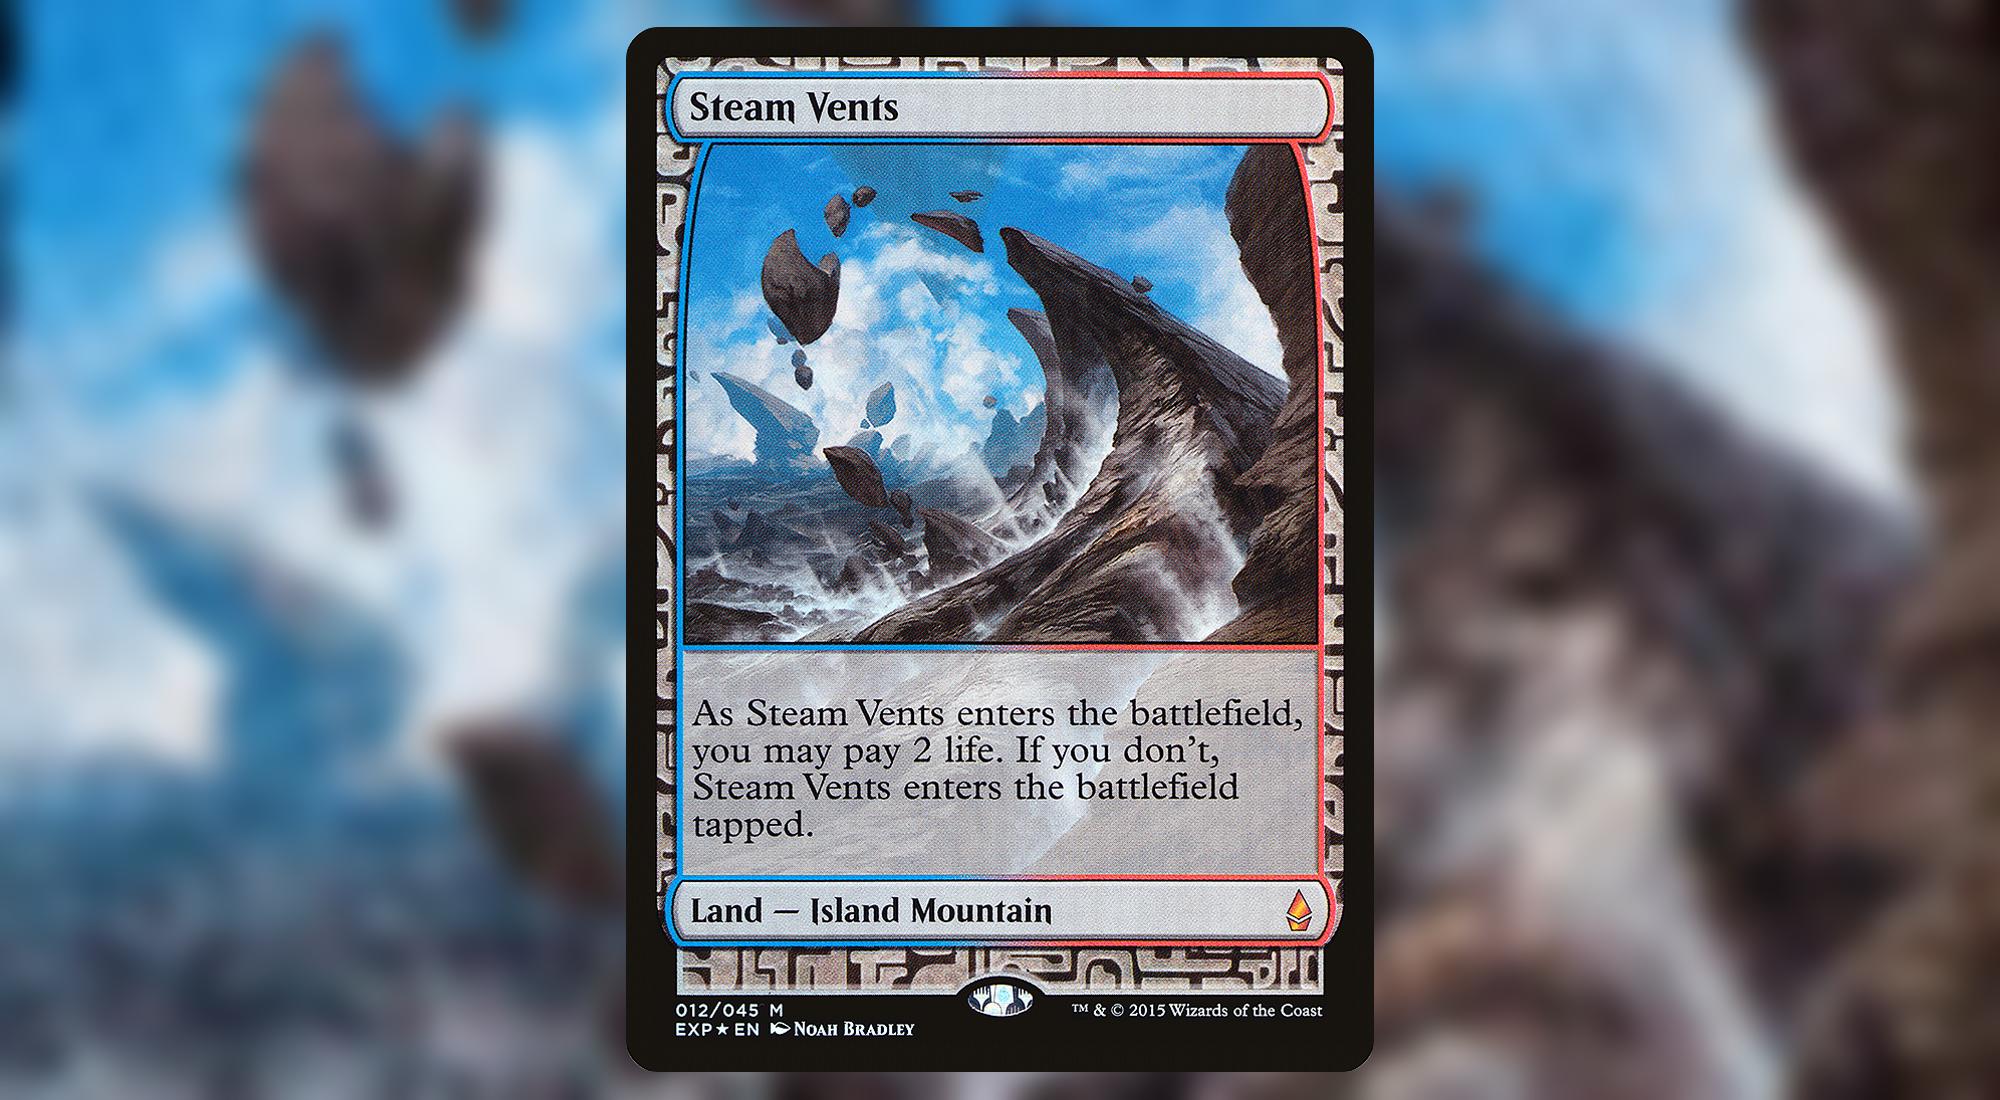 Steam Vents
As Steam Vents enters the battlefield,
you may pay 2 life. If you don't,
Steam Vents enters the battlefield
tapped.
Land — Island Mountain
012/045 M
™ & © 2015 Wizards of the Coast
EXP★EN Noah Bradley